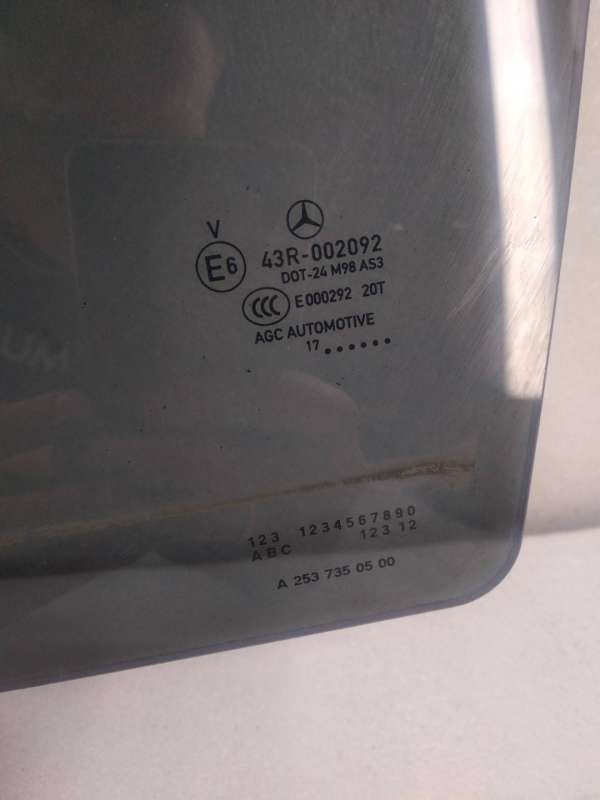 V
E6
43R-002092
DOT-24 M98 AS3
CCC
E000292 20T
AGC AUTOMOTIVE
17 ......
UM
123 1234567890
ABC 123 12
A 253 735 05 00